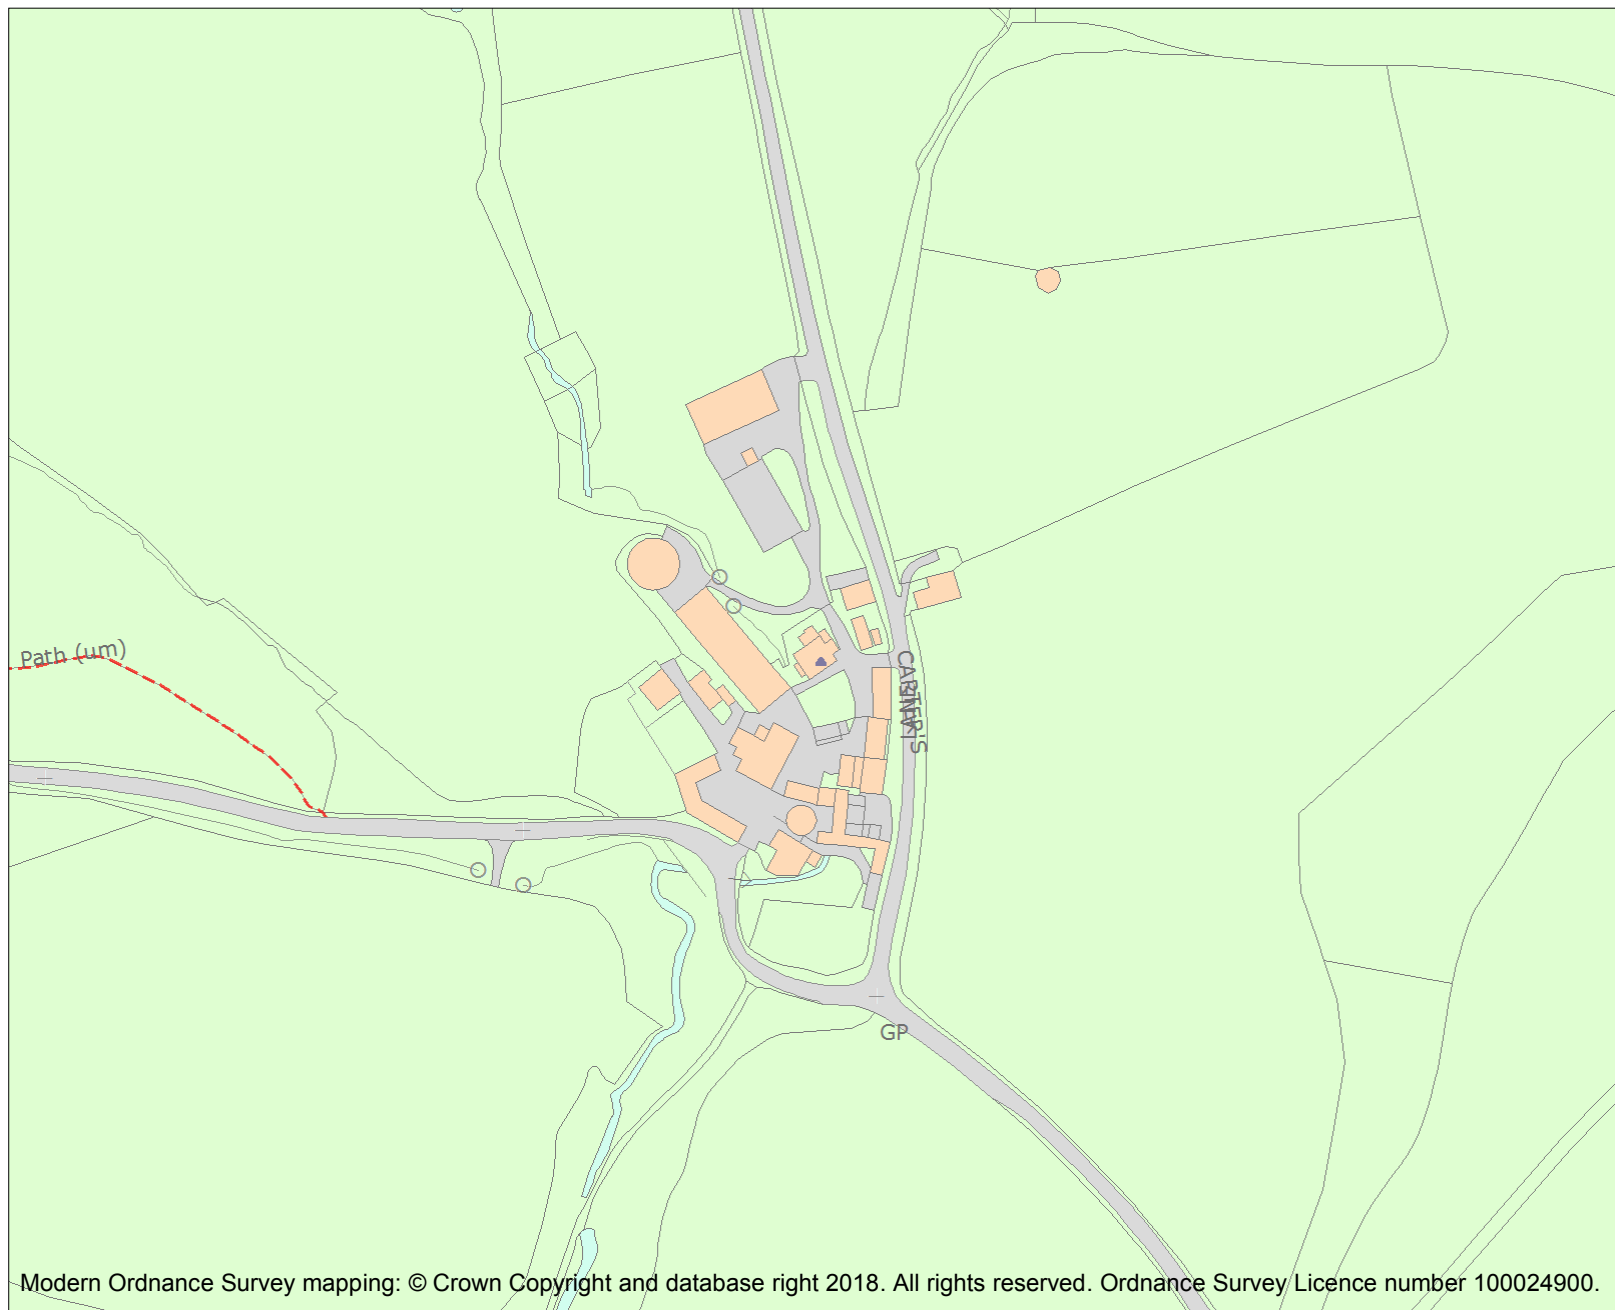 Path (um)
CARTER'S
LANE
GP
Modern Ordnance Survey mapping: © Crown Copyright and database right 2018. All rights reserved. Ordnance Survey Licence number 100024900.